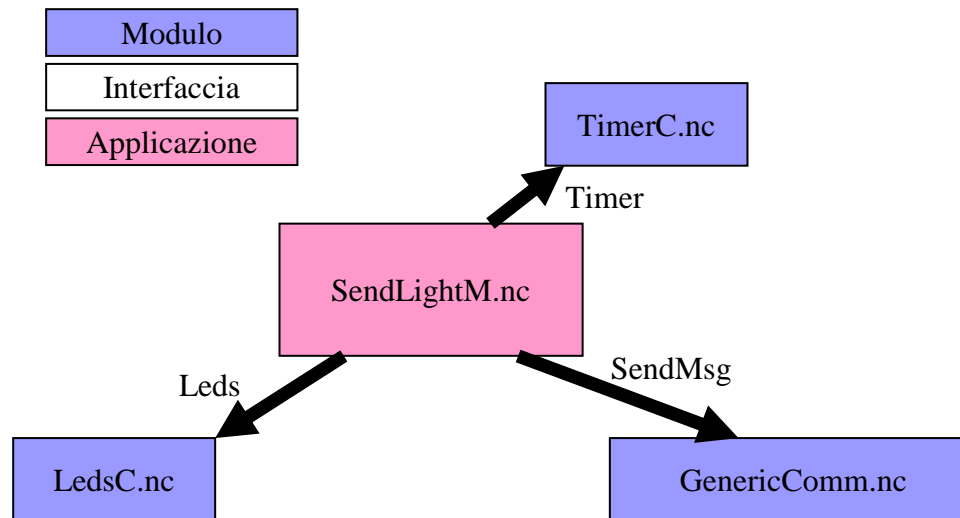 Modulo
Interfaccia
Applicazione
TimerC.nc
Timer
SendLightM.nc
Leds
SendMsg
LedsC.nc
GenericComm.nc